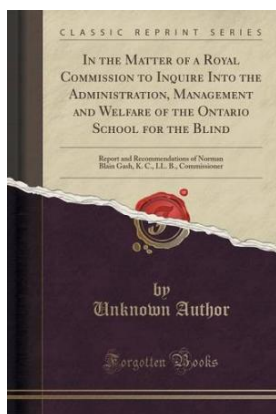 CLASSIC REPRINT SERIES
IN THE MATTER OF A ROYAL
COMMISSION TO INQUIRE INTO THE
ADMINISTRATION, MANAGEMENT
AND WELFARE OF THE ONTARIO
SCHOOL FOR THE BLIND
Report and Recommendations of Norman
Blain Gash, K. C., LL. B., Commissioner
by
Unknown Author
Forgotten Books